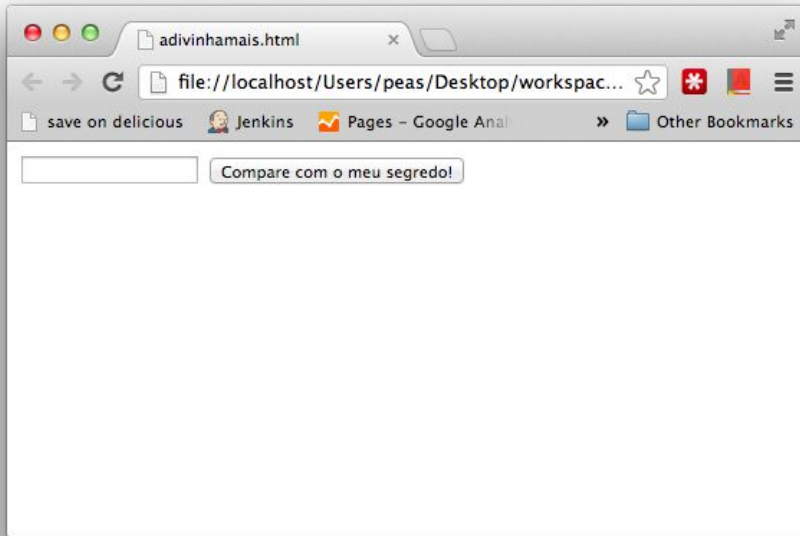 adivinhamais.html
file://localhost/Users/peas/Desktop/workspac...
save on delicious Jenkins Pages - Google Anal » Other Bookmarks
Compare com o meu segredo!